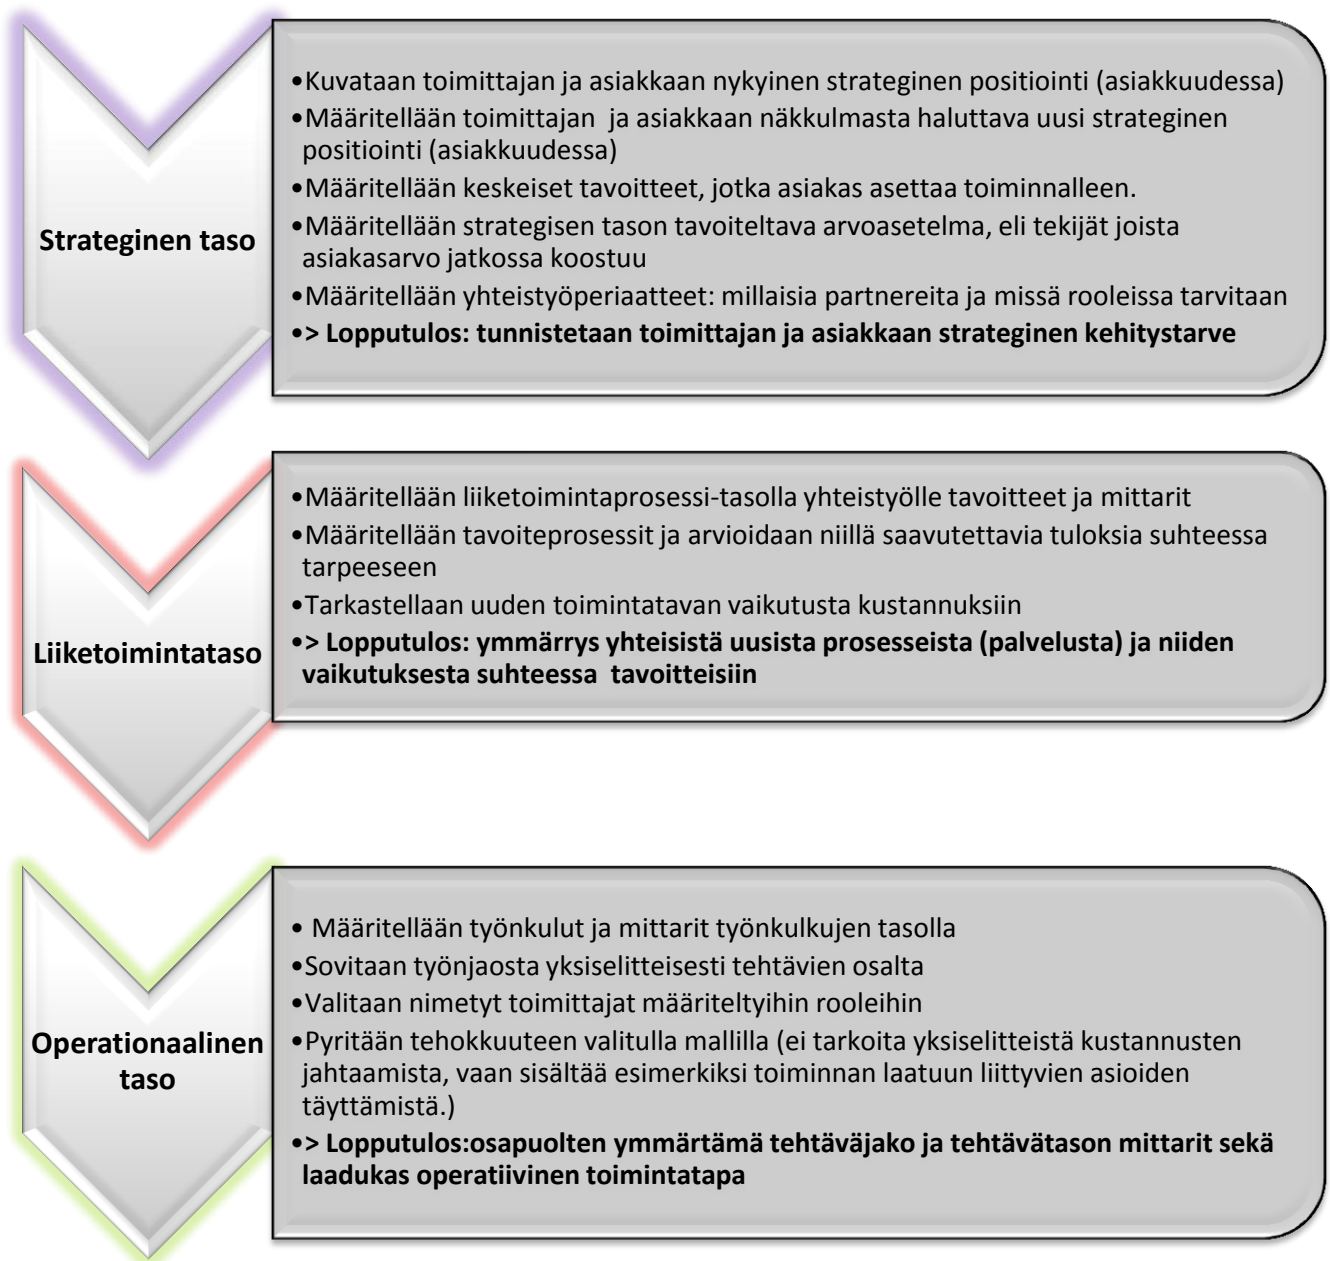 •Kuvataan toimittajan ja asiakkaan nykyinen strateginen positiointi (asiakkuudessa)
•Määritellään toimittajan  ja asiakkaan näkkulmasta haluttava uusi strateginen
positiointi (asiakkuudessa)
•Määritellään keskeiset tavoitteet, jotka asiakas asettaa toiminnalleen.
Strateginen taso
•Määritellään strategisen tason tavoiteltava arvoasetelma, eli tekijät joista
asiakasarvo jatkossa koostuu
•Määritellään yhteistyöperiaatteet: millaisia partnereita ja missä rooleissa tarvitaan
•> Lopputulos: tunnistetaan toimittajan ja asiakkaan strateginen kehitystarve
•Määritellään liiketoimintaprosessi-tasolla yhteistyölle tavoitteet ja mittarit
•Määritellään tavoiteprosessit ja arvioidaan niillä saavutettavia tuloksia suhteessa
tarpeeseen
•Tarkastellaan uuden toimintatavan vaikutusta kustannuksiin
Liiketoimintataso
•> Lopputulos: ymmärrys yhteisistä uusista prosesseista (palvelusta) ja niiden
vaikutuksesta suhteessa  tavoitteisiin
• Määritellään työnkulut ja mittarit työnkulkujen tasolla
•Sovitaan työnjaosta yksiselitteisesti tehtävien osalta
•Valitaan nimetyt toimittajat määriteltyihin rooleihin
Operationaalinen
taso
•Pyritään tehokkuuteen valitulla mallilla (ei tarkoita yksiselitteistä kustannusten
jahtaamista, vaan sisältää esimerkiksi toiminnan laatuun liittyvien asioiden
täyttämistä.)
•> Lopputulos:osapuolten ymmärtämä tehtäväjako ja tehtävätason mittarit sekä
laadukas operatiivinen toimintatapa